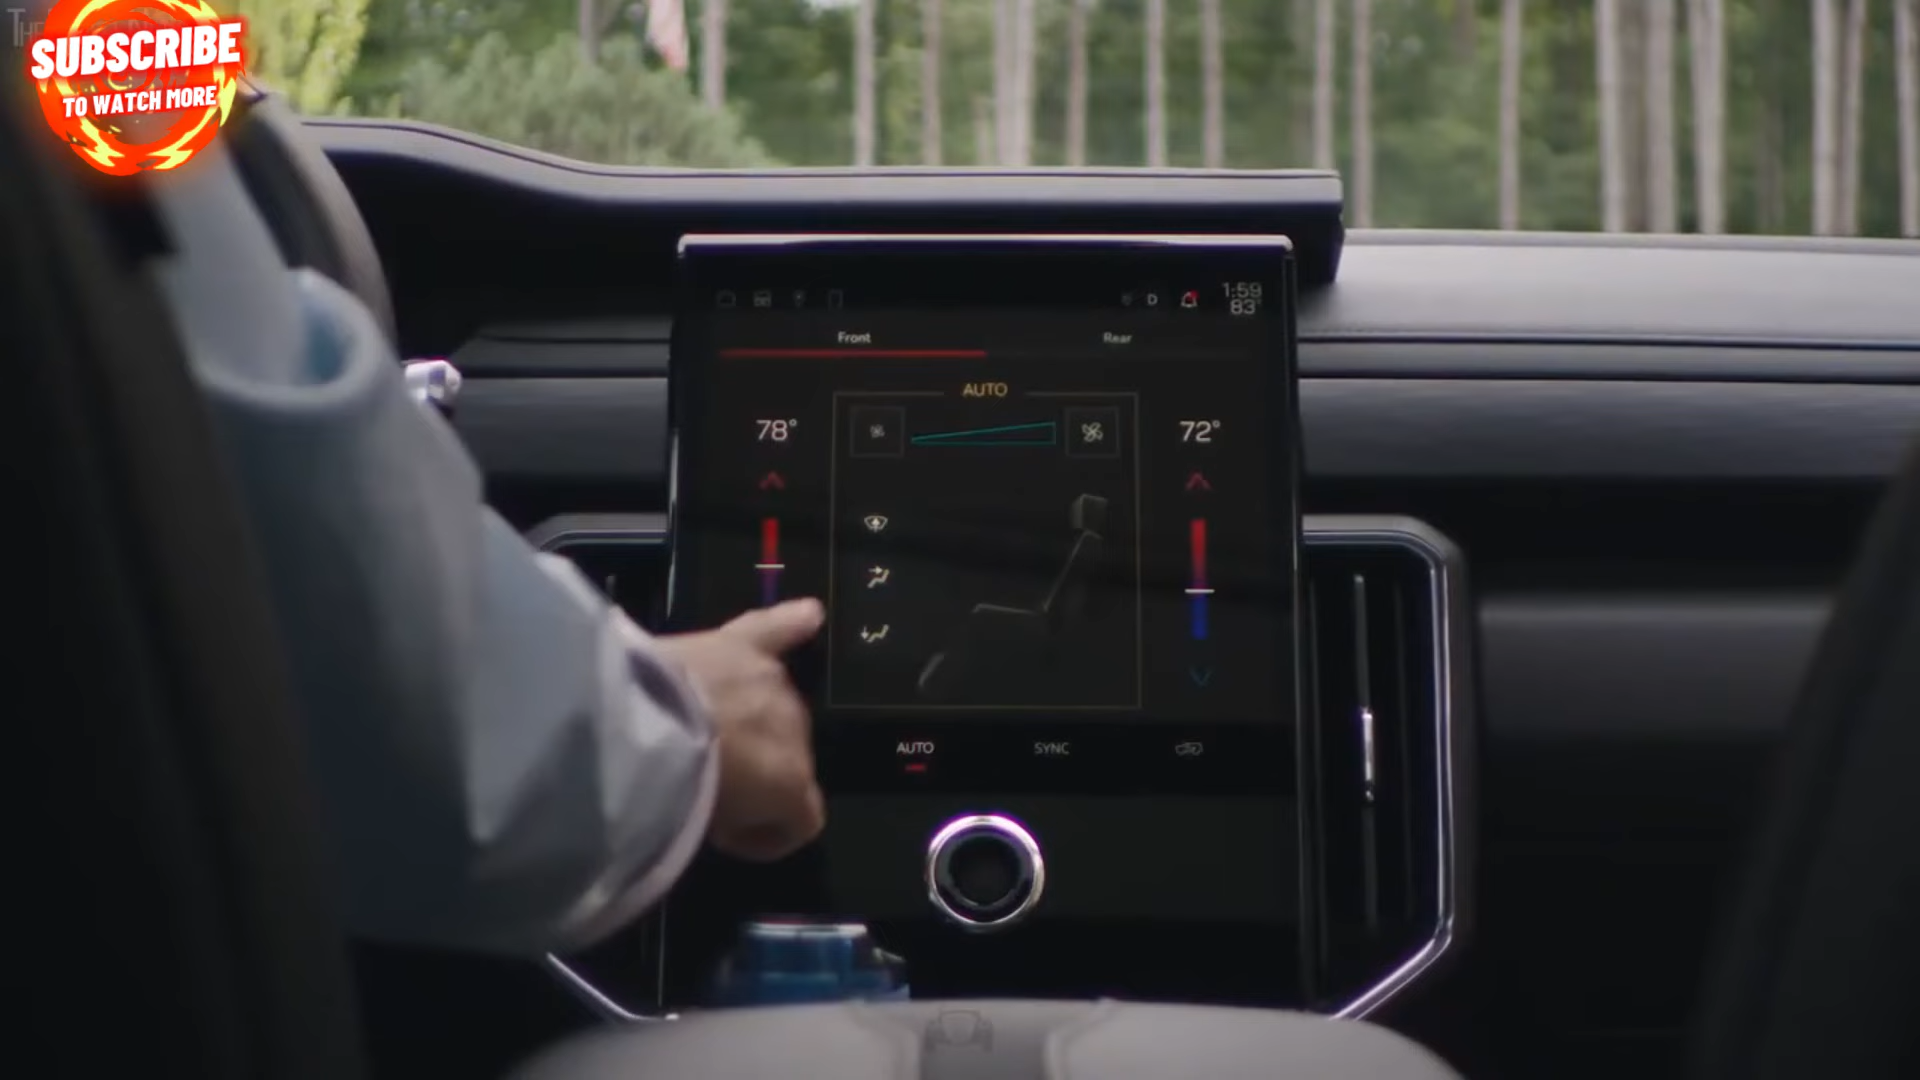 SUBSCRIBE
TO WATCH MORE
D
1:59
83°
Front
Rear
AUTO
78°
72°
AUTO
SYNC